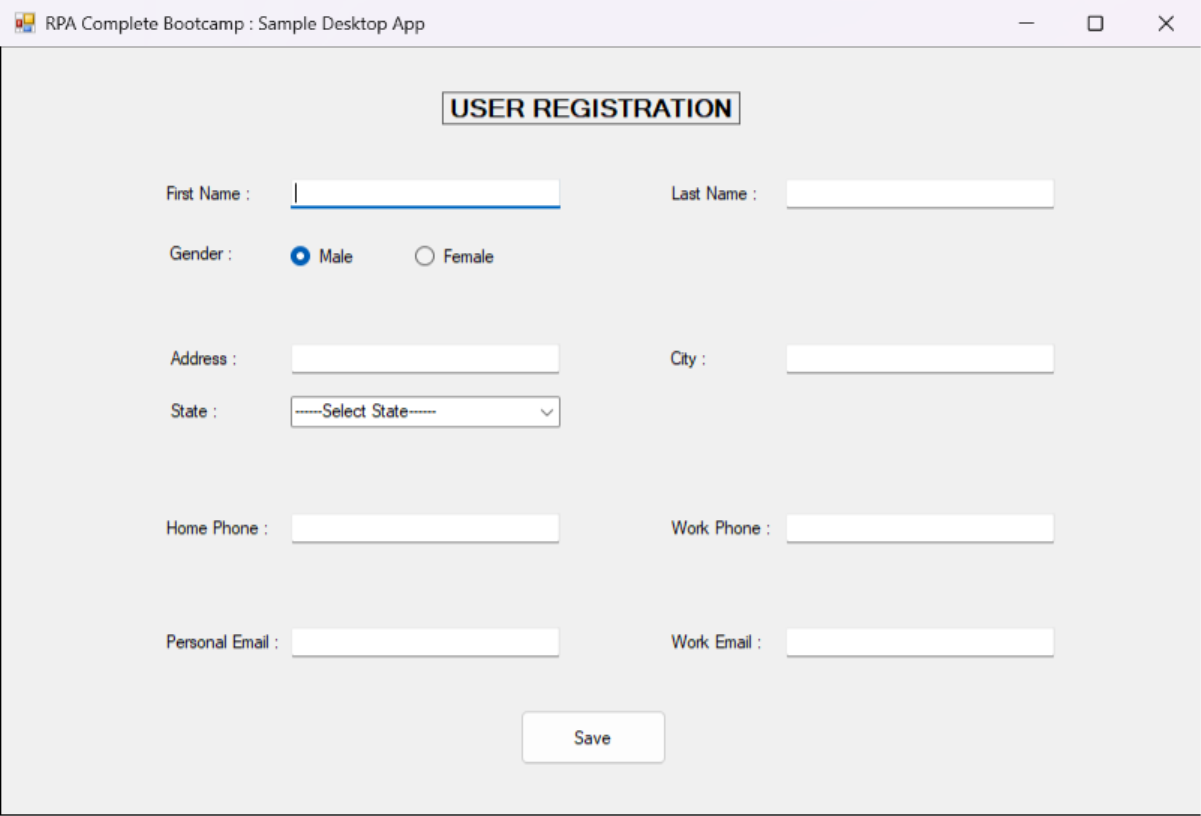 RPA Complete Bootcamp : Sample Desktop App
USER REGISTRATION
First Name :
Last Name :
Gender :
Male
Female
Address :
City :
State :
------Select State------
Home Phone :
Work Phone :
Personal Email :
Work Email :
Save